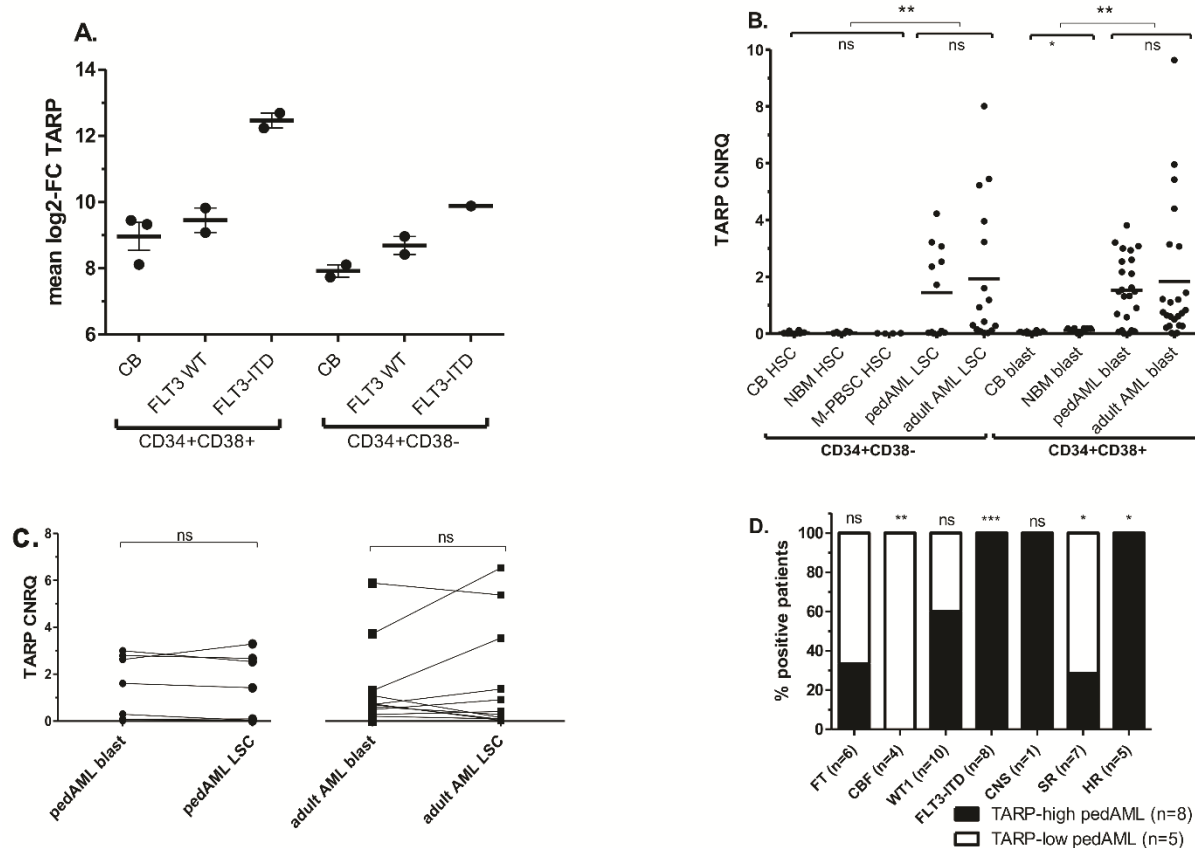 A.
mean log2-FC TARP
14
12
10
8
6
CB
FLT3 WT
FLT3-ITD
CB
FLT3 WT
FLT3-ITD
CD34+CD38+
CD34+CD38-
B.
**
**
ns
ns
*
ns
TARP CNRQ
10
8
6
4
2
0
CB HSC
NBM HSC
M-PBSC HSC
pedAML LSC
adult AML LSC
CB blast
NBM blast
pedAML blast
adult AML blast
CD34+CD38-
CD34+CD38+
C.
ns
ns
TARP CNRQ
8
6
4
2
0
pedAML blast
pedAML LSC
adult AML blast
adult AML LSC
D.
ns
**
ns
***
ns
*
*
% positive patients
100
80
60
40
20
0
FT (n=6)
CBF (n=4)
WT1 (n=10)
FLT3-ITD (n=8)
CNS (n=1)
SR (n=7)
HR (n=5)
TARP-high pedAML (n=8)
TARP-low pedAML (n=5)